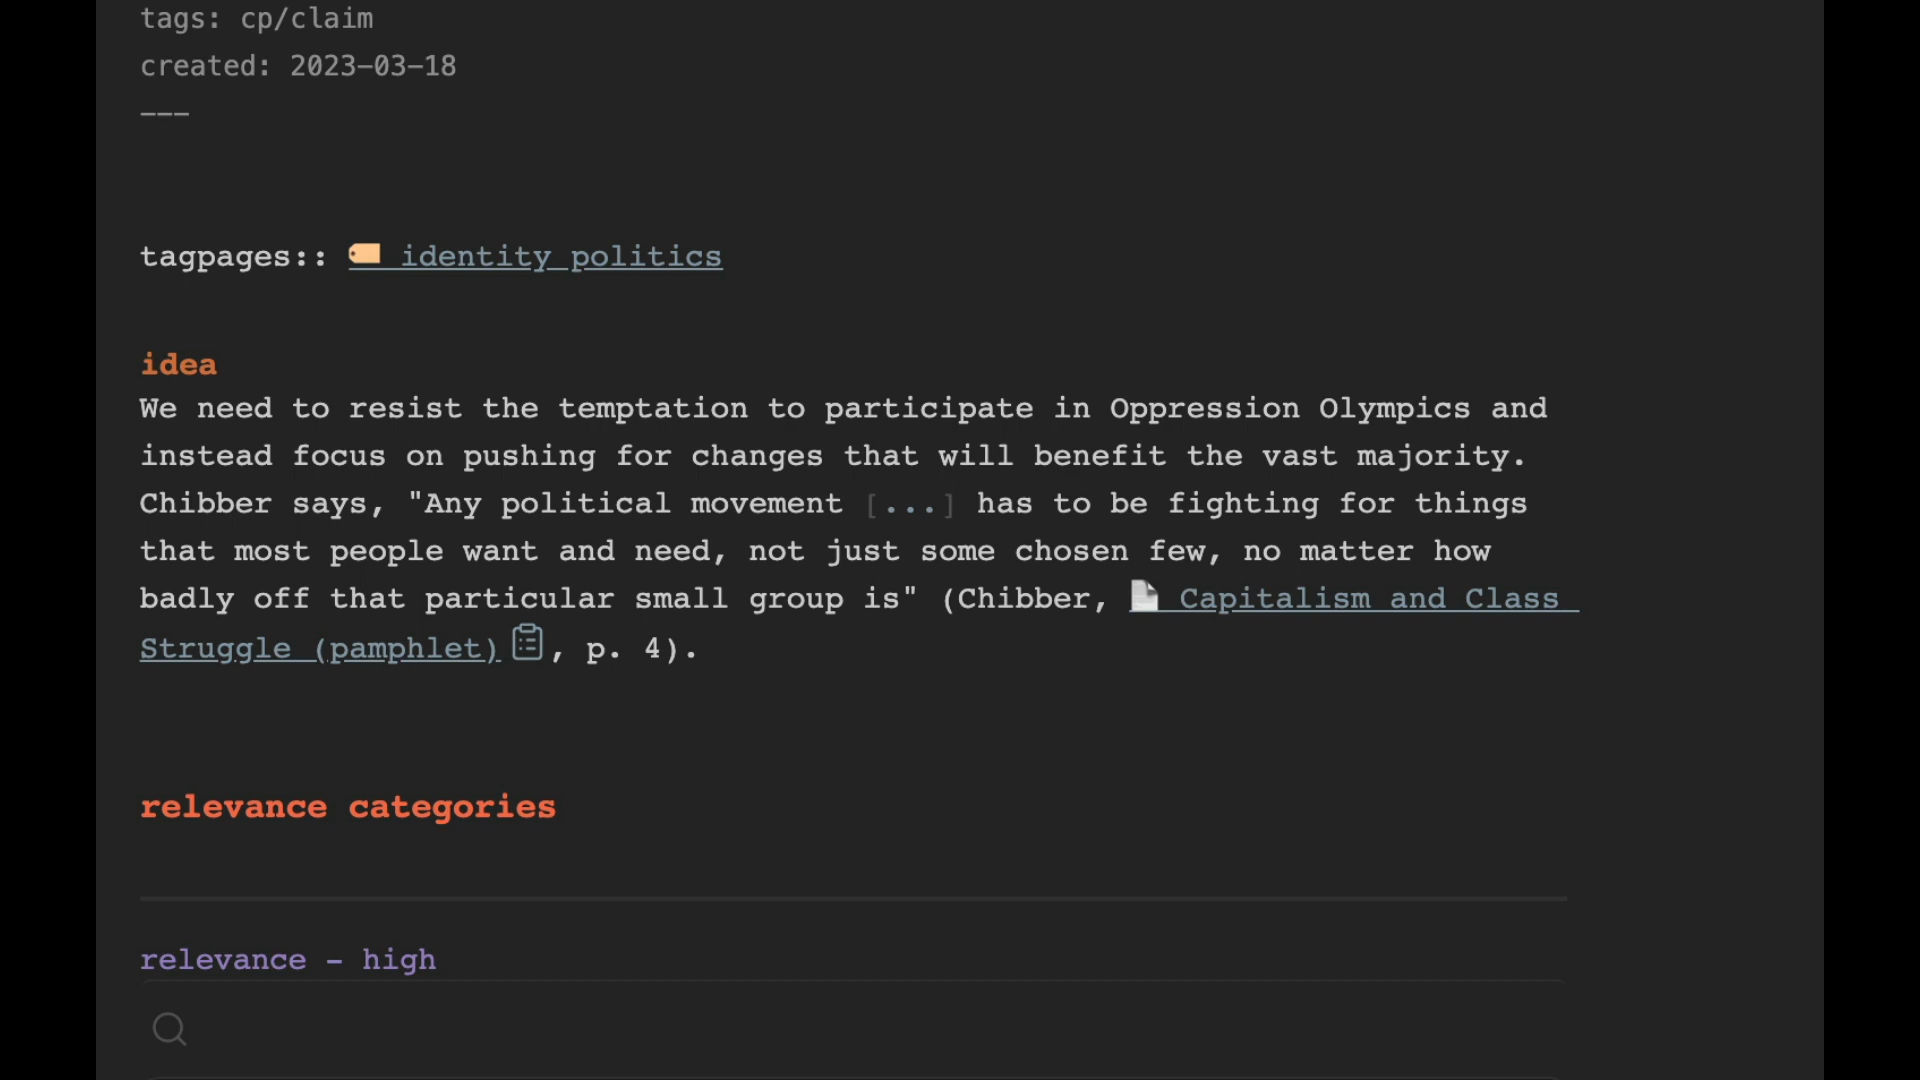 tags: cp/claim
created: 2023-03-18
---
tagpages:: identity politics
idea
We need to resist the temptation to participate in Oppression Olympics and
instead focus on pushing for changes that will benefit the vast majority.
Chibber says, "Any political movement [...] has to be fighting for things
that most people want and need, not just some chosen few, no matter how
badly off that particular small group is" (Chibber, Capitalism and Class
Struggle (pamphlet), p. 4).
relevance categories
relevance - high